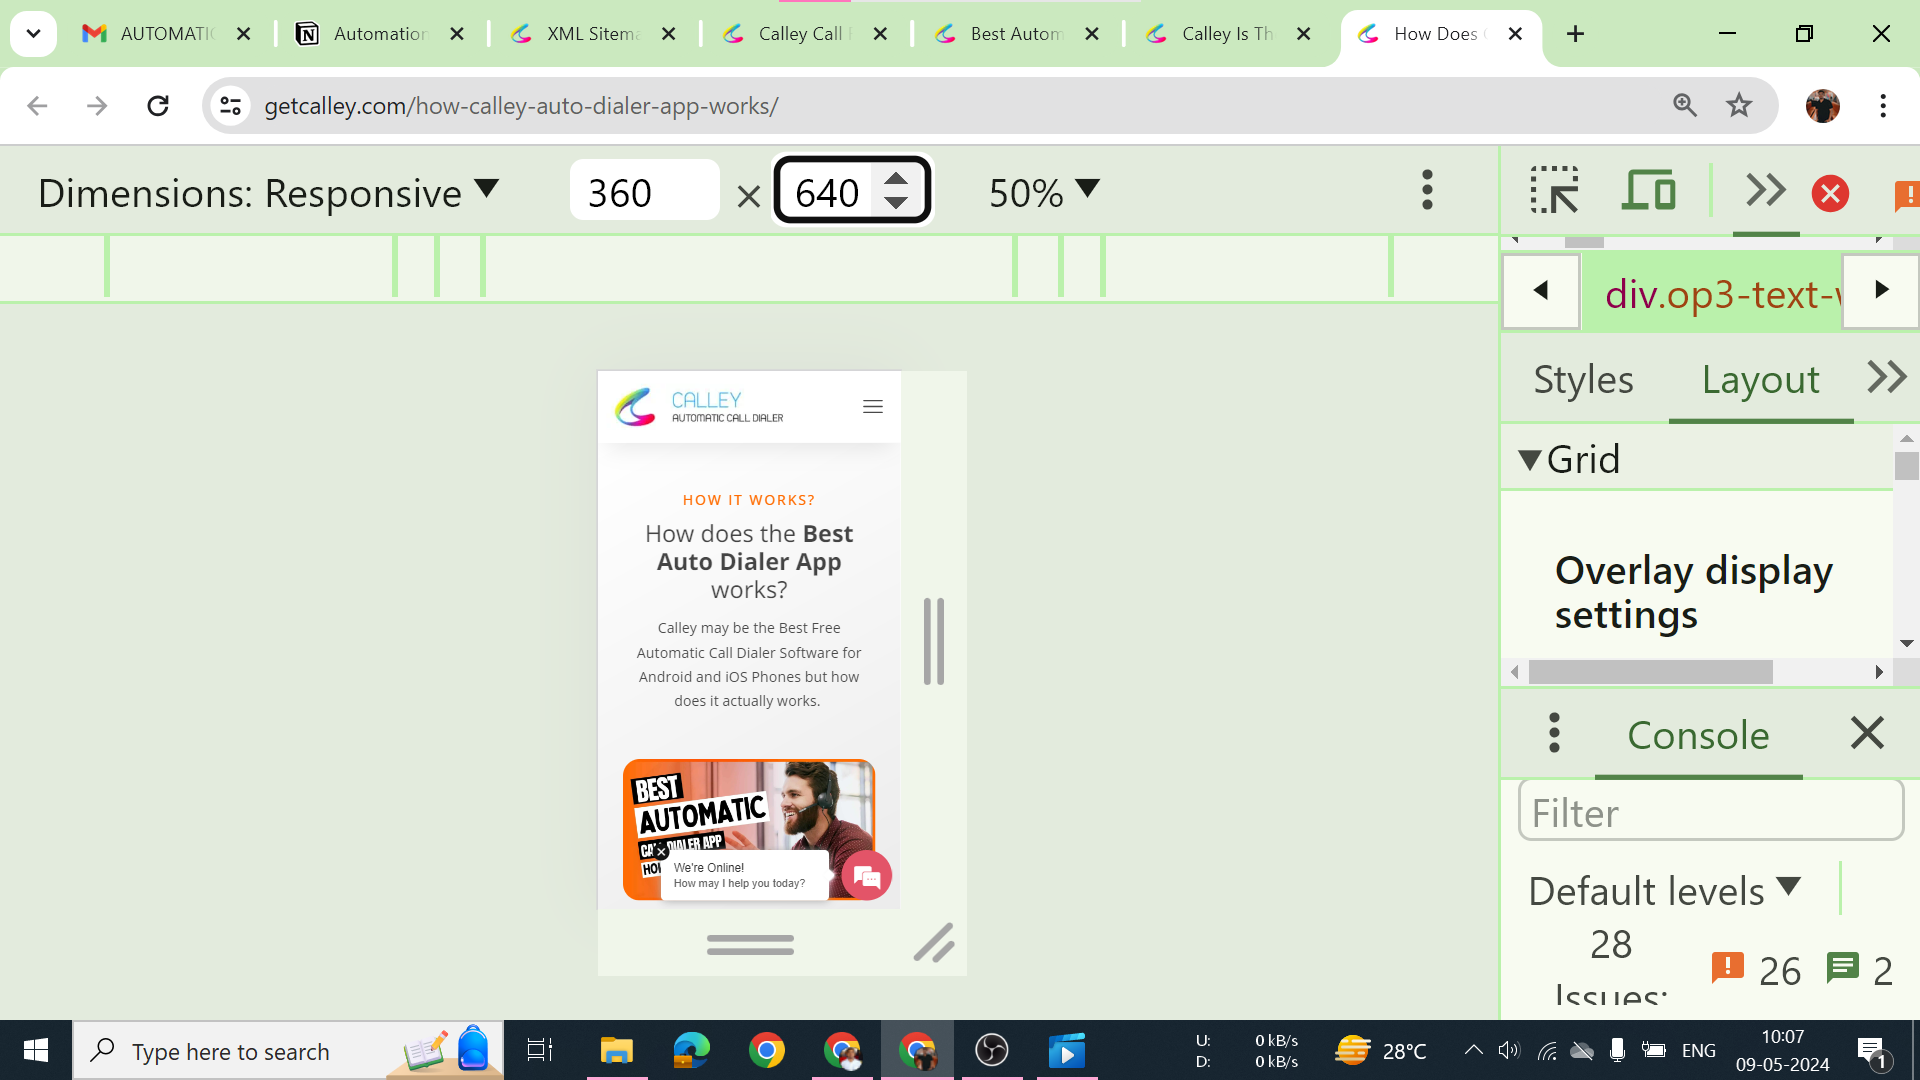 AUTOMATIC
Automation
XML Sitema
Calley Call
Best Autom
Calley Is Th
How Does
getcalley.com/how-calley-auto-dialer-app-works/
Dimensions: Responsive
360 × 640
50%
div.op3-text-w
Styles
Layout
Grid
Overlay display
settings
Console
Filter
Default levels
28
Issues:
26
2
CALLEY
AUTOMATIC CALL DIALER
HOW IT WORKS?
How does the Best
Auto Dialer App
works?
Calley may be the Best Free
Automatic Call Dialer Software for
Android and iOS Phones but how
does it actually works.
BEST
AUTOMATIC
DIALER APP
We're Online!
How may I help you today?
Type here to search
U: 0 kB/s
D: 0 kB/s
28°C
ENG
10:07
09-05-2024
1